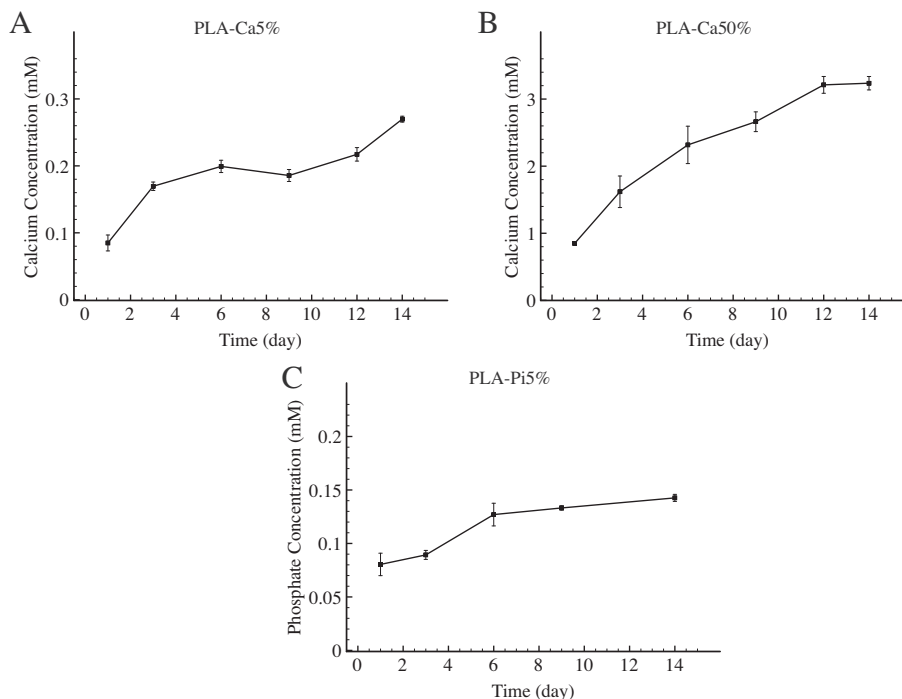 A
PLA-Ca5%
Calcium Concentration (mM)
0.3
0.2
0.1
0
0 2 4 6 8 10 12 14
Time (day)
B
PLA-Ca50%
Calcium Concentration (mM)
3
2
1
0
0 2 4 6 8 10 12 14
Time (day)
C
PLA-Pi5%
Phosphate Concentration (mM)
0.2
0.15
0.1
0.05
0
0 2 4 6 8 10 12 14
Time (day)